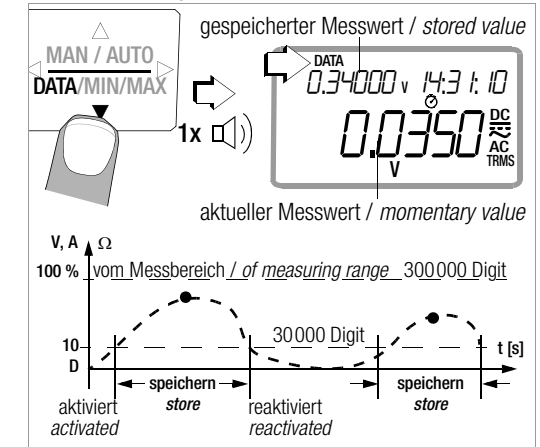 gespeicherter Messwert / stored value
MAN / AUTO
DATA/MIN/MAX
1x
DATA
0.34000 V 14:31:10
0.0350
V
DC
AC
TRMS
aktueller Messwert / momentary value
V, A Ω
100 % vom Messbereich / of measuring range 300000 Digit
30000 Digit
10
t [s]
D
speichern
store
speichern
store
aktiviert
activated
reaktiviert
reactivated